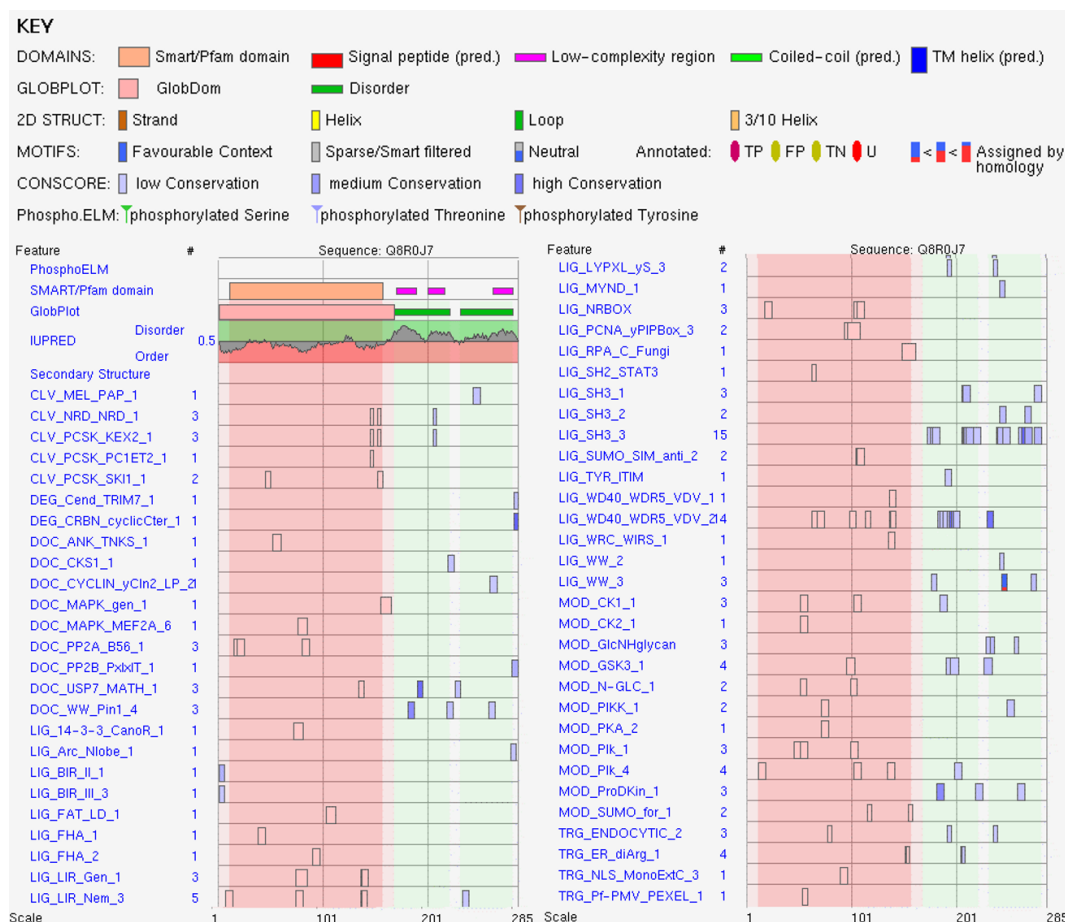 KEY
DOMAINS: Smart/Pfam domain Signal peptide (pred.) Low-complexity region Coiled-coil (pred.) TM helix (pred.)
GLOBPLOT: GlobDom Disorder
2D STRUCT: Strand Helix Loop 3/10 Helix
MOTIFS: Favourable Context Sparse/Smart filtered Neutral Annotated: TP FP TN U < < Assigned by homology
CONSCORE: low Conservation medium Conservation high Conservation
Phospho.ELM: phosphorylated Serine phosphorylated Threonine phosphorylated Tyrosine
Feature # Sequence: Q8R0J7
PhosphoELM
SMART/Pfam domain
GlobPlot
Disorder
IUPRED 0.5
Order
Secondary Structure
CLV_MEL_PAP_1 1
CLV_NRD_NRD_1 3
CLV_PCSK_KEX2_1 3
CLV_PCSK_PC1ET2_1 1
CLV_PCSK_SKI1_1 2
DEG_Cend_TRIM7_1 1
DEG_CRBN_cyclicCter_1 1
DOC_ANK_TNKS_1 1
DOC_CKS1_1 1
DOC_CYCLIN_yCln2_LP_21
DOC_MAPK_gen_1 1
DOC_MAPK_MEF2A_6 1
DOC_PP2A_B56_1 3
DOC_PP2B_PxIxIT_1 1
DOC_USP7_MATH_1 3
DOC_WW_Pin1_4 3
LIG_14-3-3_CanoR_1 1
LIG_Arc_Nlobe_1 1
LIG_BIR_II_1 1
LIG_BIR_III_3 1
LIG_FAT_LD_1 1
LIG_FHA_1 1
LIG_FHA_2 1
LIG_LIR_Gen_1 3
LIG_LIR_Nem_3 5
Scale 1 101 201 285
Feature # Sequence: Q8R0J7
LIG_LYPXL_yS_3 2
LIG_MYND_1 1
LIG_NRBOX 3
LIG_PCNA_yPIPBox_3 2
LIG_RPA_C_Fungi 1
LIG_SH2_STAT3 1
LIG_SH3_1 3
LIG_SH3_2 2
LIG_SH3_3 15
LIG_SUMO_SIM_anti_2 2
LIG_TYR_ITIM 1
LIG_WD40_WDR5_VDV_1 1
LIG_WD40_WDR5_VDV_214
LIG_WRC_WIRS_1 1
LIG_WW_2 1
LIG_WW_3 3
MOD_CK1_1 3
MOD_CK2_1 1
MOD_GlcNHglycan 3
MOD_GSK3_1 4
MOD_N-GLC_1 2
MOD_PIKK_1 2
MOD_PKA_2 1
MOD_Plk_1 3
MOD_Plk_4 4
MOD_ProDKin_1 3
MOD_SUMO_for_1 2
TRG_ENDOCYTIC_2 3
TRG_ER_diArg_1 4
TRG_NLS_MonoExtC_3 1
TRG_Pf-PMV_PEXEL_1 1
Scale 1 101 201 285